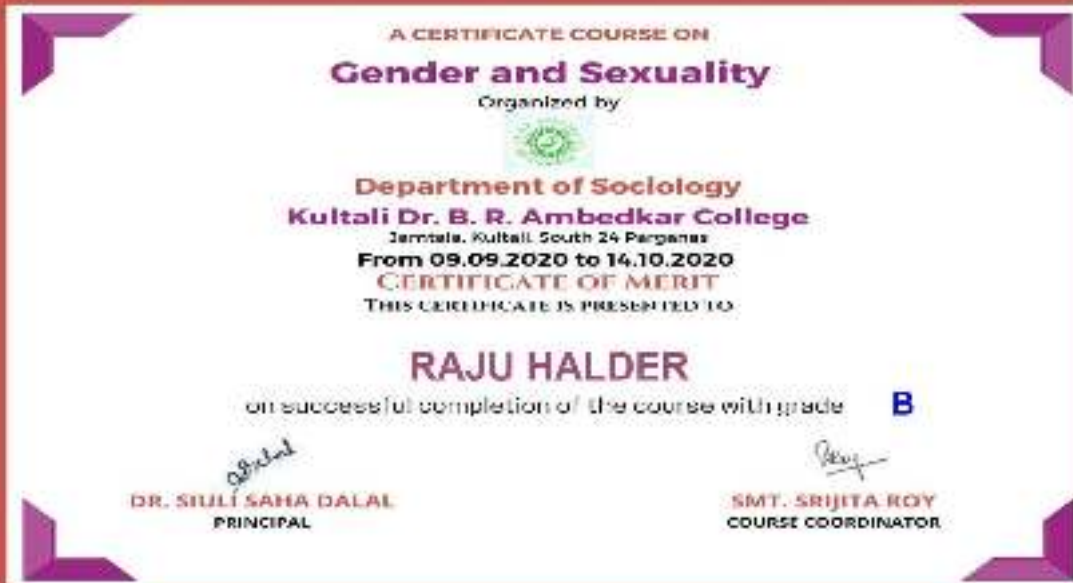 A CERTIFICATE COURSE ON
Gender and Sexuality
Organized by
Department of Sociology
Kultali Dr. B. R. Ambedkar College
Jamtala, Kultali, South 24 Parganas
From 09.09.2020 to 14.10.2020
CERTIFICATE OF MERIT
THIS CERTIFICATE IS PRESENTED TO
RAJU HALDER
on successful completion of the course with grade B
DR. SIULI SAHA DALAL
PRINCIPAL
SMT. SRIJITA ROY
COURSE COORDINATOR